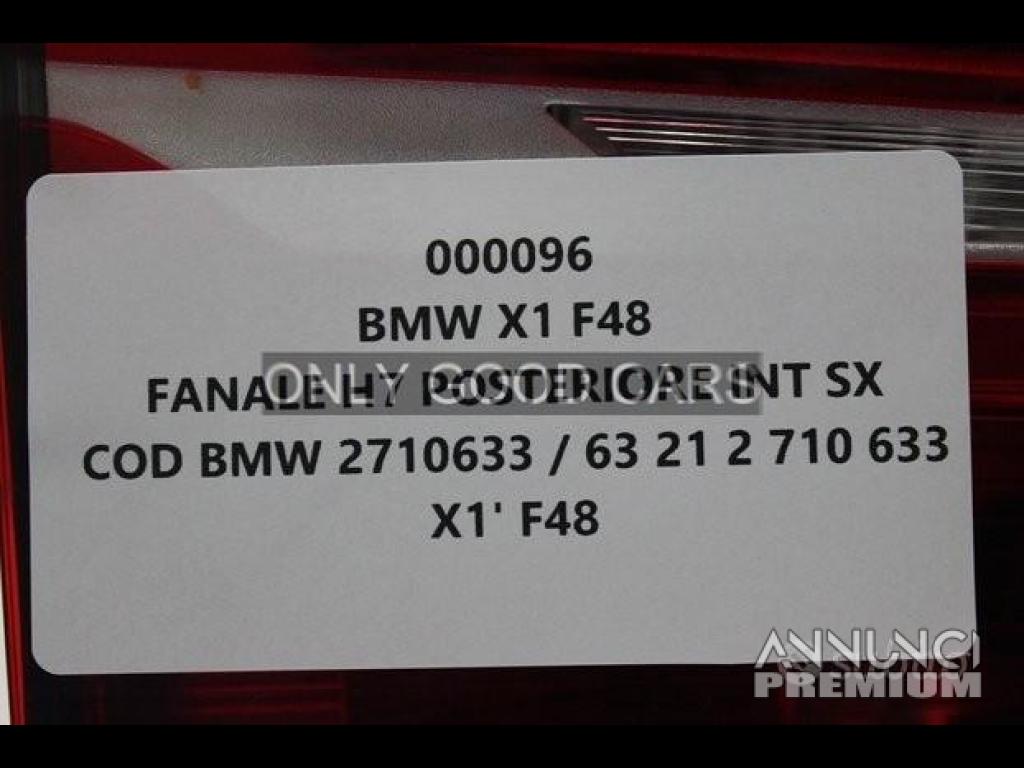 000096
BMW X1 F48
FANALE H7 POSTERIORE INT SX
ONLY GOOD CARS
COD BMW 2710633 / 63 21 2 710 633
X1' F48
ANNUNCI
PREMIUM